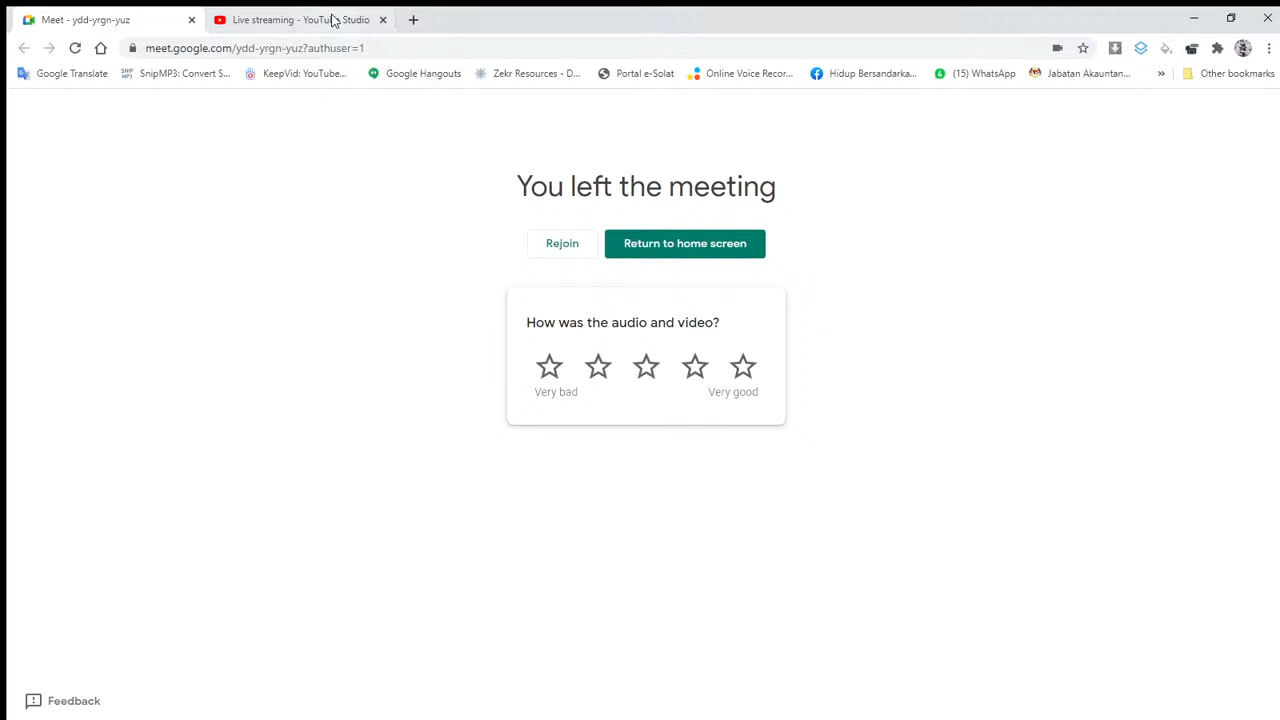 Meet - ydd-yrgn-yuz
Live streaming - YouTube Studio
meet.google.com/ydd-yrgn-yuz?authuser=1
Google Translate SnipMP3: Convert S... KeepVid: YouTube... Google Hangouts Zekr Resources - D... Portal e-Solat Online Voice Recor... Hidup Bersandarka... (15) WhatsApp Jabatan Akauntan... » Other bookmarks
You left the meeting
Rejoin Return to home screen
How was the audio and video?
Very bad Very good
Feedback